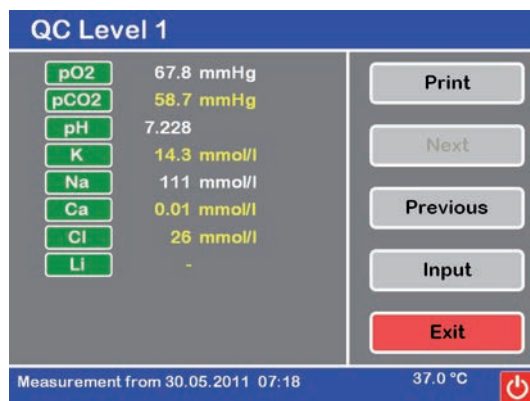 QC Level 1
pO2 67.8 mmHg
pCO2 58.7 mmHg
pH 7.228
K 14.3 mmol/l
Na 111 mmol/l
Ca 0.01 mmol/l
Cl 26 mmol/l
Li -
Print
Next
Previous
Input
Exit
Measurement from 30.05.2011 07:18
37.0 °C